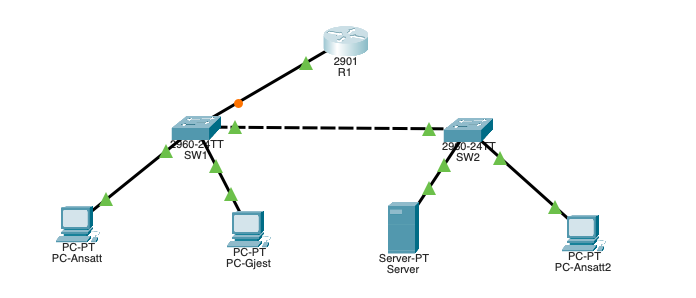 2901
R1
2960-24TT
SW1
2960-24TT
SW2
PC-PT
PC-Ansatt
PC-PT
PC-Gjest
Server-PT
Server
PC-PT
PC-Ansatt2